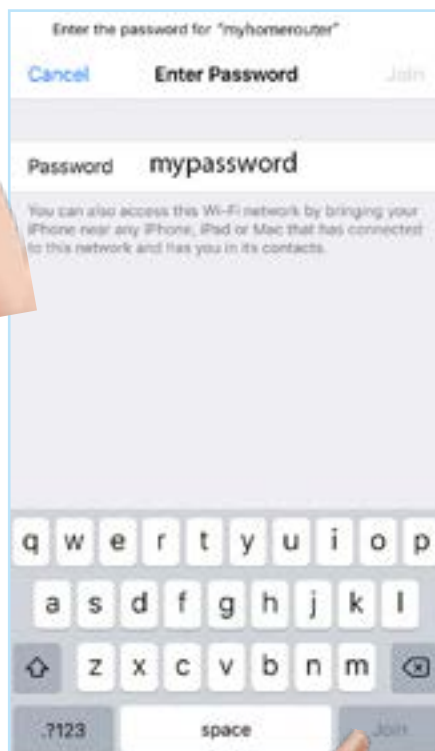 Enter the password for "myhomerouter"
Cancel Enter Password Join
Password mypassword
You can also access this Wi-Fi network by bringing your
iPhone near any iPhone, iPad or Mac that has connected
to this network and has you in its contacts.
q w e r t y u i o p
a s d f g h j k l
z x c v b n m
.?123 space Join